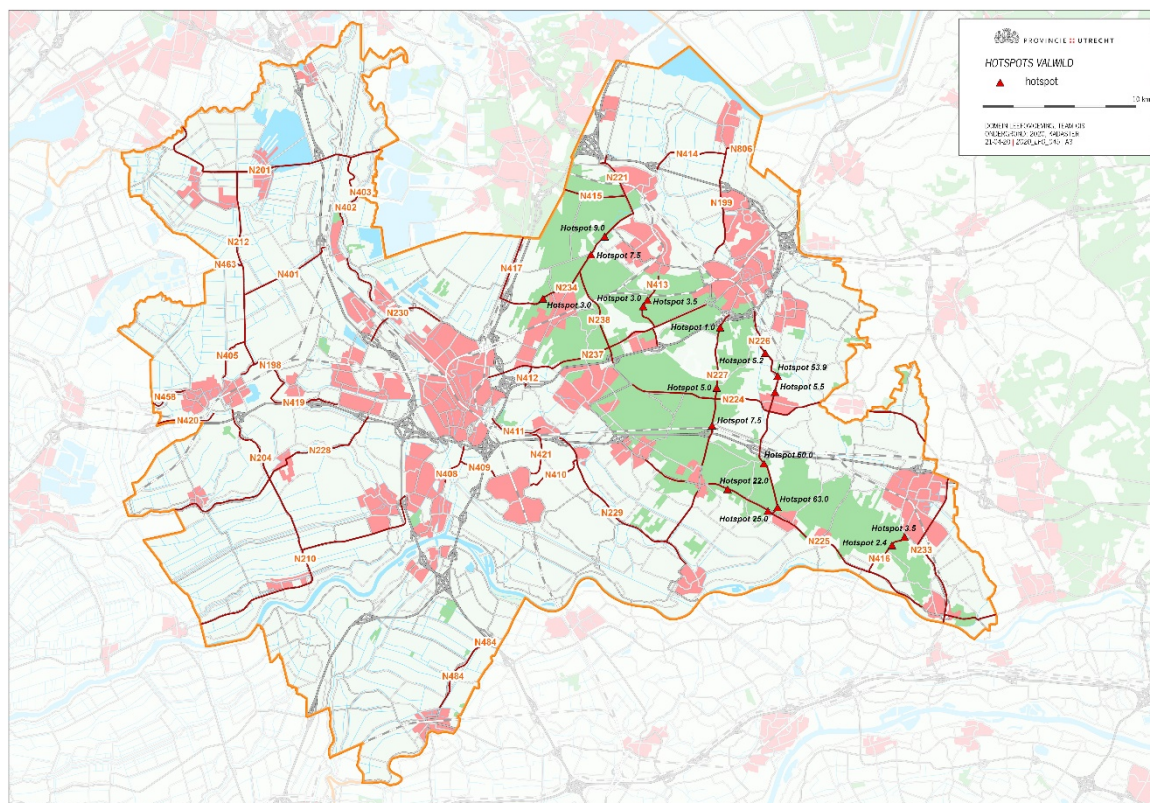 PROVINCIE UTRECHT
HOTSPOTS VALWILD
hotspot
10 km
N414
N806
N221
N415
N199
N201
N403
N402
N212
N463
N401
N417
Hotspot 9.0
Hotspot 7.5
N234
Hotspot 3.0
N413
Hotspot 3.0
Hotspot 3.5
N238
N230
N237
Hotspot 1.0
N226
Hotspot 5.2
Hotspot 53.9
Hotspot 5.5
N405
N198
N412
N227
Hotspot 5.0
N224
N458
N419
N420
Hotspot 7.5
N411
N421
N228
N204
N408
N409
N410
Hotspot 60.0
Hotspot 22.0
Hotspot 63.0
Hotspot 25.0
N229
N225
Hotspot 3.5
Hotspot 2.4
N233
N416
N210
N484
N484